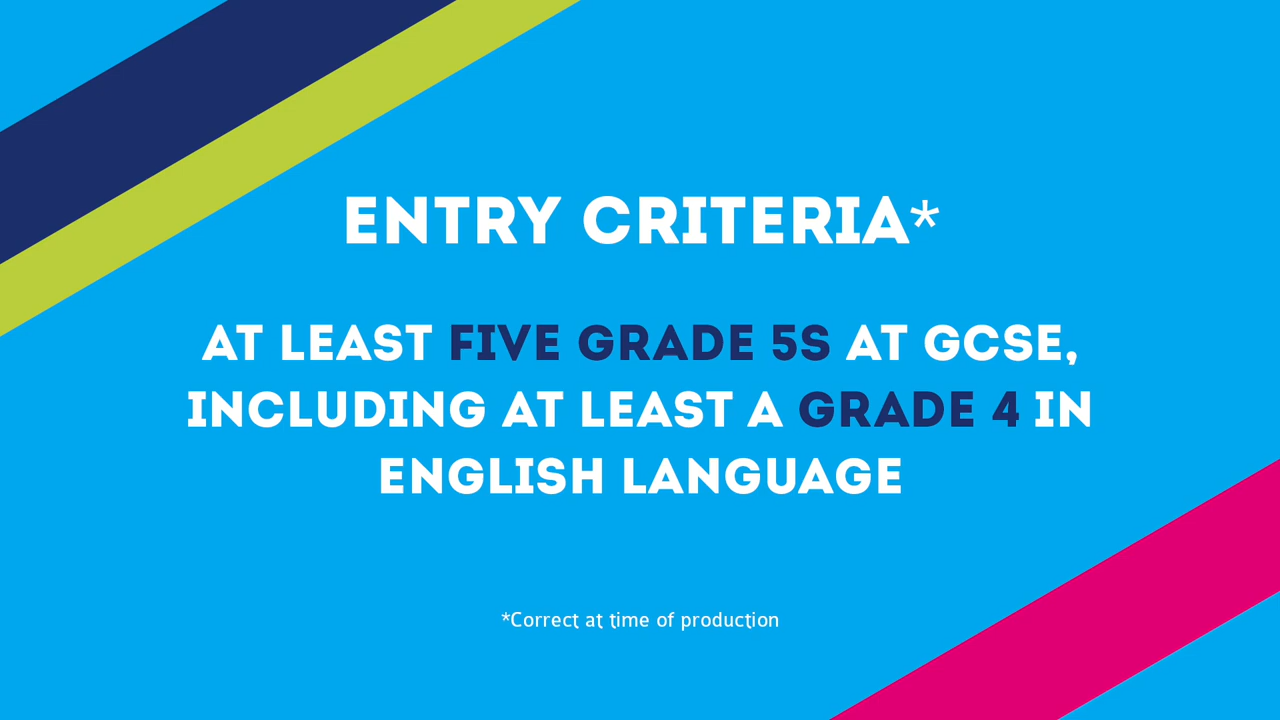 ENTRY CRITERIA*
AT LEAST FIVE GRADE 5S AT GCSE,
INCLUDING AT LEAST A GRADE 4 IN
ENGLISH LANGUAGE
*Correct at time of production